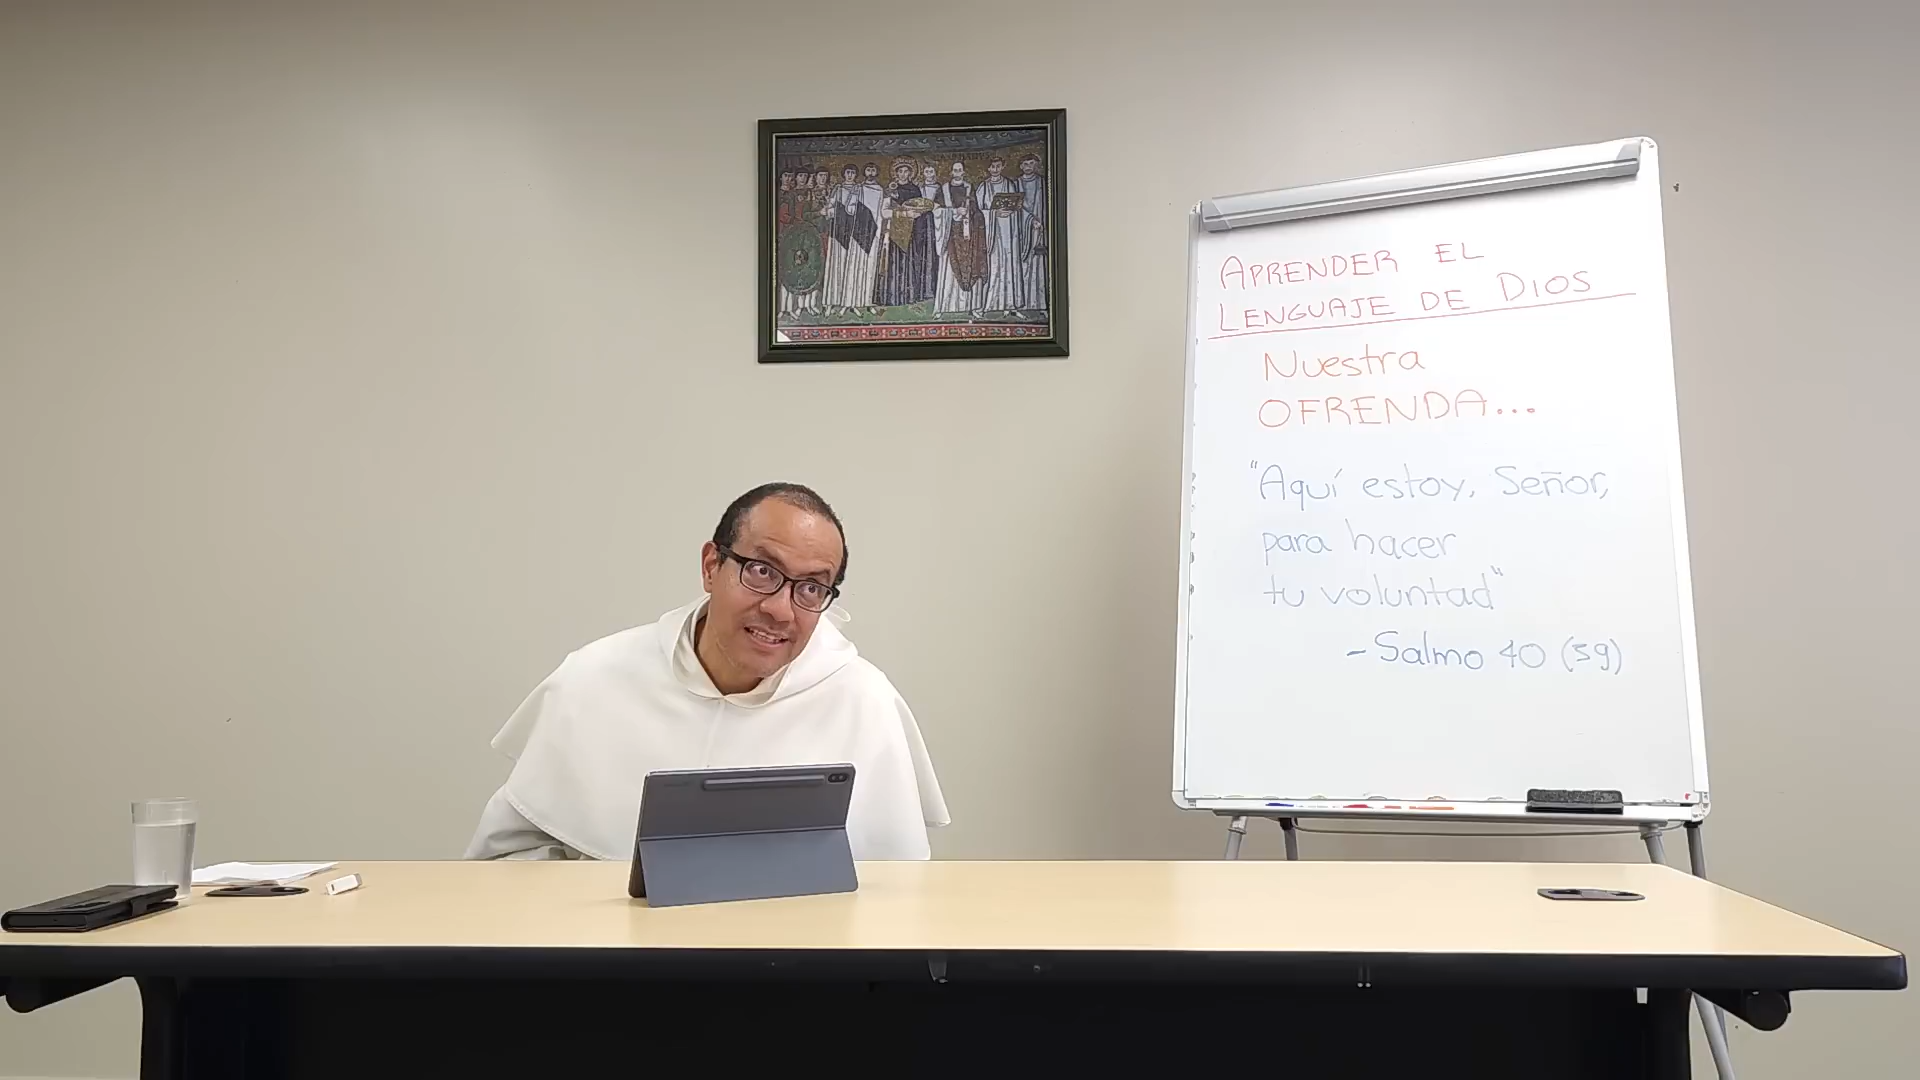 APRENDER EL
LENGUAJE DE DIOS
Nuestra
OFRENDA...
"Aquí estoy, Señor,
para hacer
tu voluntad"
- Salmo 40 (39)